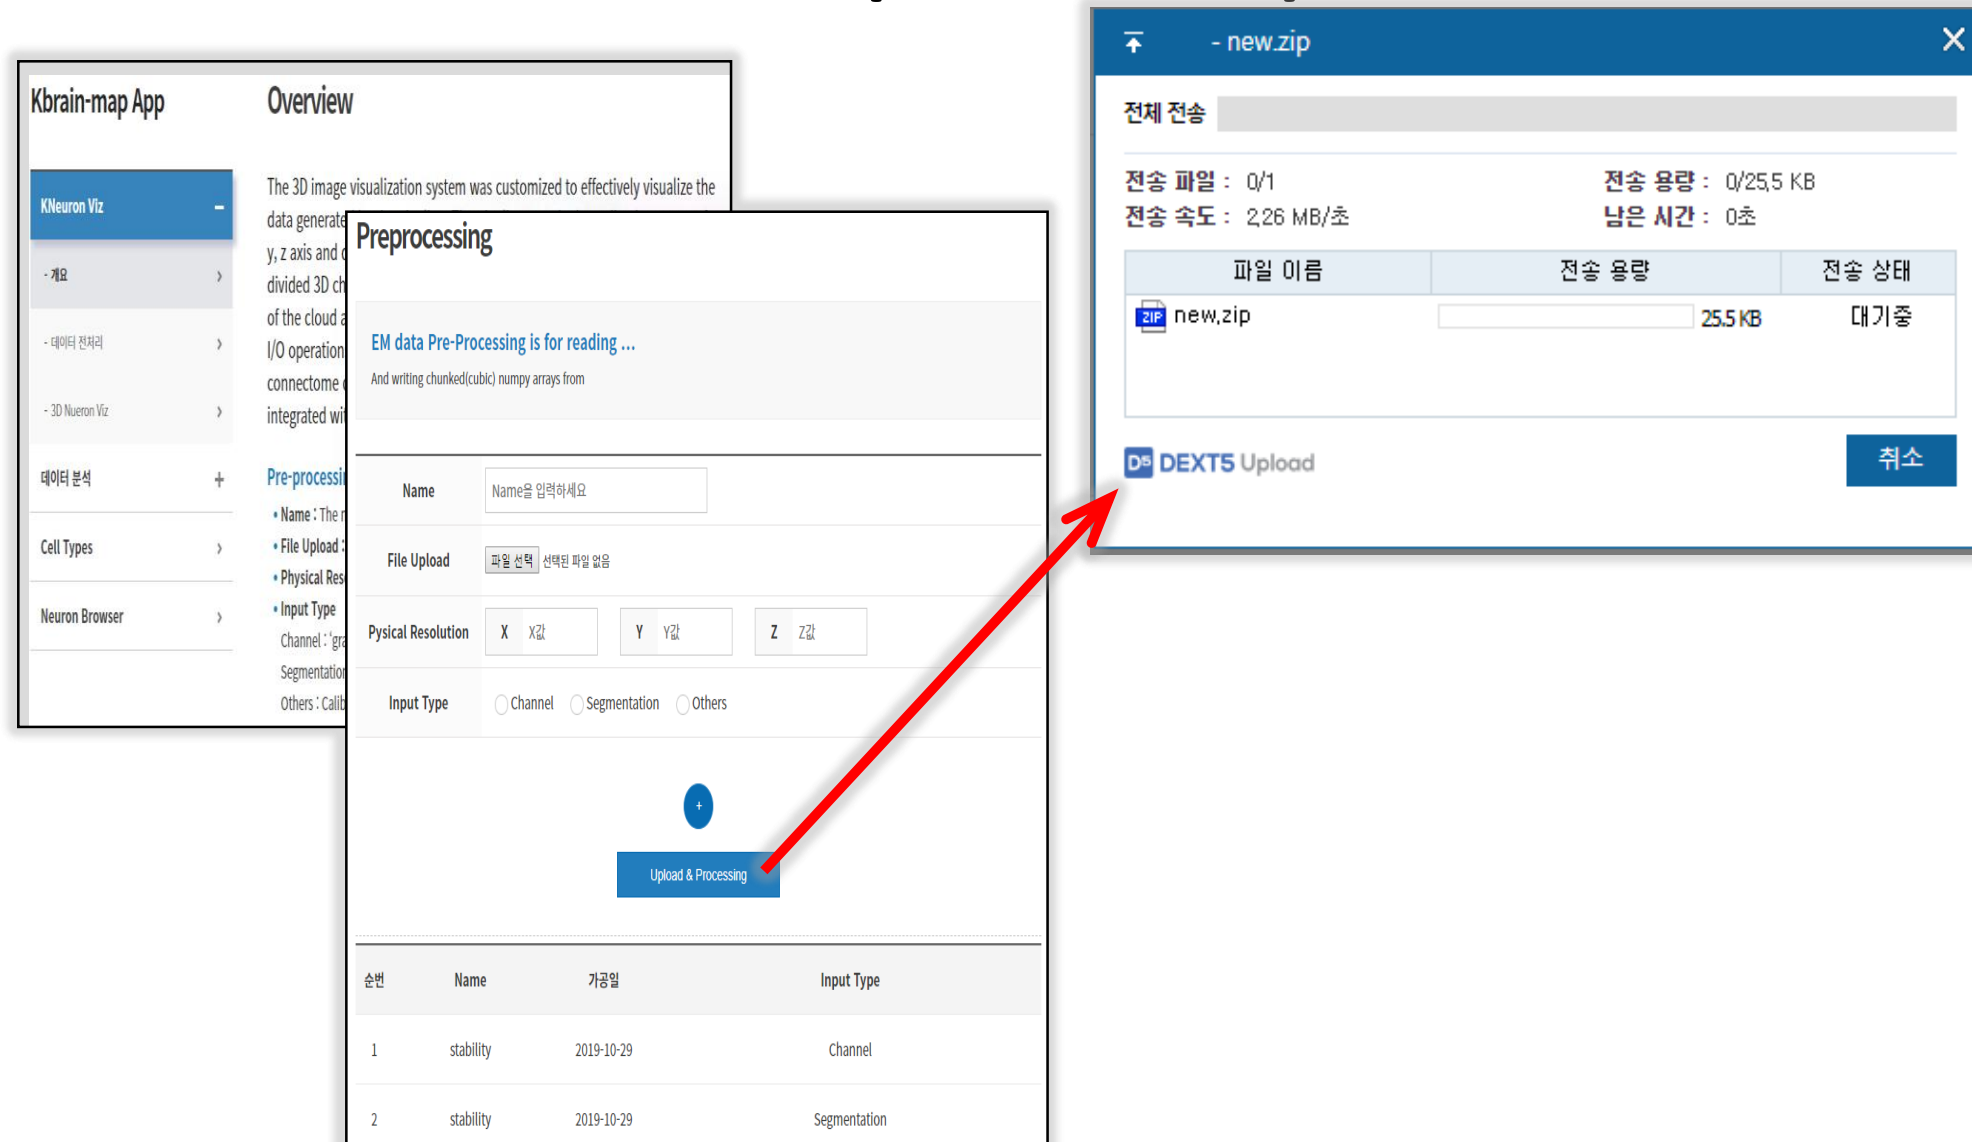 Kbrain-map App
KNeuron Viz
- 개요
- 데이터 전처리
- 3D Nueron Viz
데이터 분석
Cell Types
Neuron Browser
Overview
The 3D image visualization system was customized to effectively visualize the
data generate
y, z axis and
divided 3D ch
of the cloud a
I/O operation
connectome
integrated wi
Pre-processi
• Name : The
• File Upload :
• Physical Res
• Input Type
Channel : 'gra
Segmentation
Others : Calib
Preprocessing
EM data Pre-Processing is for reading ...
And writing chunked(cubic) numpy arrays from
Name Name을 입력하세요
File Upload 파일 선택 선택된 파일 없음
Pysical Resolution X X값 Y Y값 Z Z값
Input Type Channel Segmentation Others
+
Upload & Processing
순번 Name 가공일 Input Type
1 stability 2019-10-29 Channel
2 stability 2019-10-29 Segmentation
- new.zip
전체 전송
전송 파일 : 0/1 전송 용량 : 0/25,5 KB
전송 속도 : 2,26 MB/초 남은 시간 : 0초
파일 이름 전송 용량 전송 상태
ZIP new,zip 25.5 KB 대기중
D5 DEXT5 Upload 취소